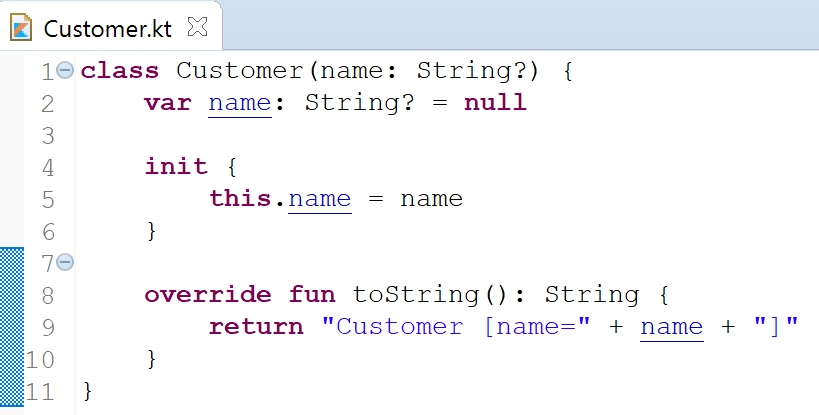 Customer.kt
1 class Customer(name: String?) {
2     var name: String? = null
3
4     init {
5         this.name = name
6     }
7
8     override fun toString(): String {
9         return "Customer [name=" + name + "]"
10     }
11 }